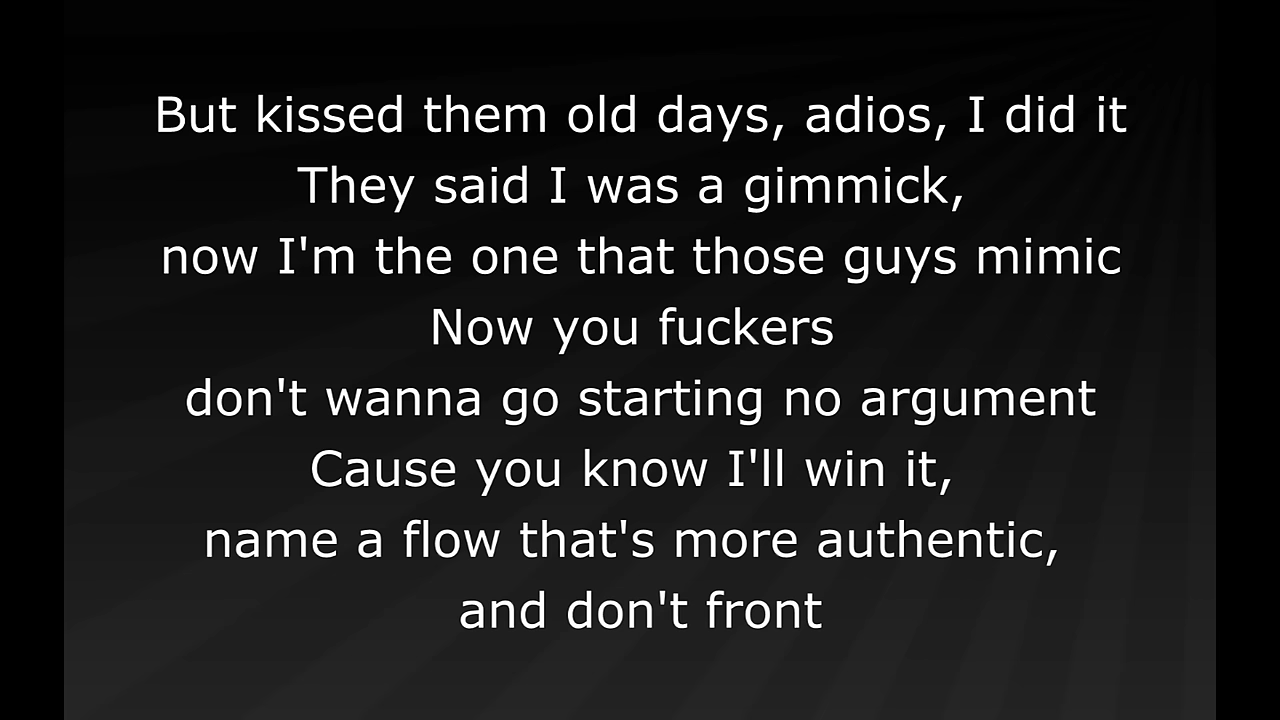 But kissed them old days, adios, I did it
They said I was a gimmick,
now I'm the one that those guys mimic
Now you fuckers
don't wanna go starting no argument
Cause you know I'll win it,
name a flow that's more authentic,
and don't front